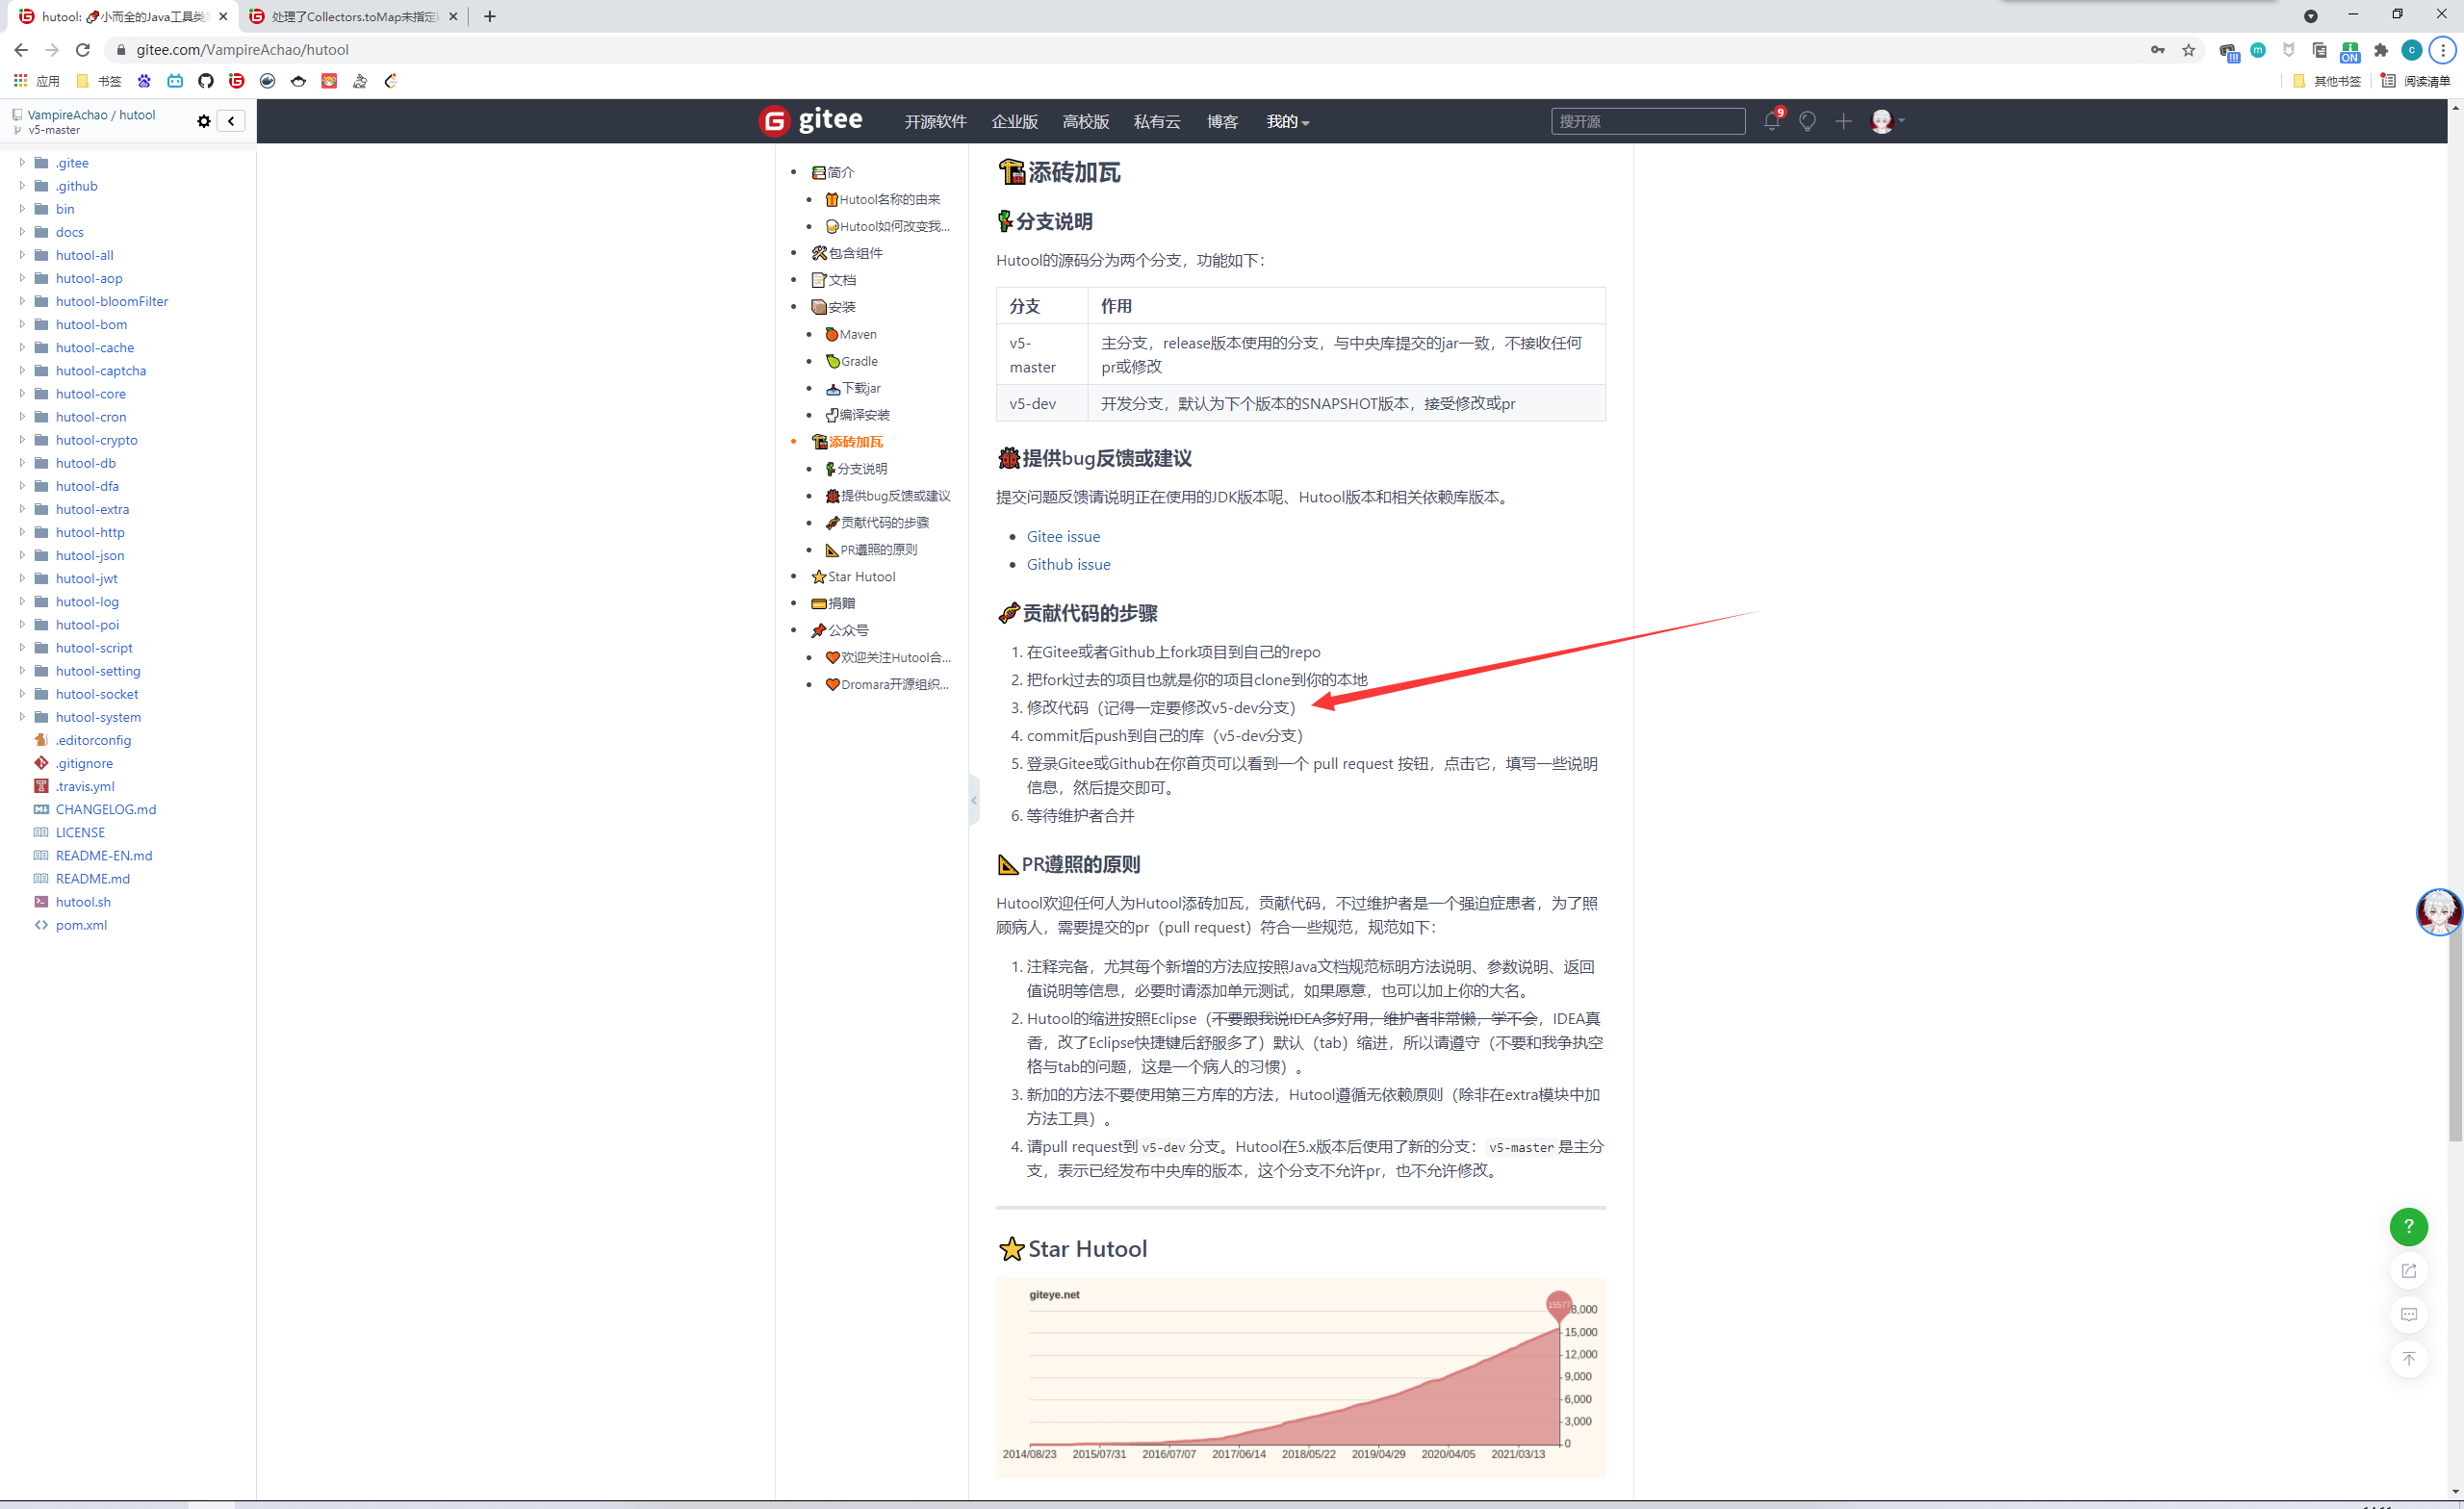 hutool: 小而全的Java工具类
处理了Collectors.toMap未指定
gitee.com/VampireAchao/hutool
ON
应用
书签
其他书签
阅读清单
VampireAchao / hutool
v5-master
gitee
开源软件
企业版
高校版
私有云
博客
我的
搜开源
9
.gitee
.github
bin
docs
hutool-all
hutool-aop
hutool-bloomFilter
hutool-bom
hutool-cache
hutool-captcha
hutool-core
hutool-cron
hutool-crypto
hutool-db
hutool-dfa
hutool-extra
hutool-http
hutool-json
hutool-jwt
hutool-log
hutool-poi
hutool-script
hutool-setting
hutool-socket
hutool-system
.editorconfig
.gitignore
.travis.yml
CHANGELOG.md
LICENSE
README-EN.md
README.md
hutool.sh
pom.xml
简介
Hutool名称的由来
Hutool如何改变我...
包含组件
文档
安装
Maven
Gradle
下载jar
编译安装
添砖加瓦
分支说明
提供bug反馈或建议
贡献代码的步骤
PR遵照的原则
Star Hutool
捐赠
公众号
欢迎关注Hutool合...
Dromara开源组织...
添砖加瓦
分支说明
Hutool的源码分为两个分支，功能如下：
分支 作用
v5-master 主分支，release版本使用的分支，与中央库提交的jar一致，不接收任何
pr或修改
v5-dev 开发分支，默认为下个版本的SNAPSHOT版本，接受修改或pr
提供bug反馈或建议
提交问题反馈请说明正在使用的JDK版本呢、Hutool版本和相关依赖库版本。
Gitee issue
Github issue
贡献代码的步骤
1. 在Gitee或者Github上fork项目到自己的repo
2. 把fork过去的项目也就是你的项目clone到你的本地
3. 修改代码（记得一定要修改v5-dev分支）
4. commit后push到自己的库（v5-dev分支）
5. 登录Gitee或Github在你首页可以看到一个 pull request 按钮，点击它，填写一些说明
信息，然后提交即可。
6. 等待维护者合并
PR遵照的原则
Hutool欢迎任何人为Hutool添砖加瓦，贡献代码，不过维护者是一个强迫症患者，为了照
顾病人，需要提交的pr（pull request）符合一些规范，规范如下：
1. 注释完备，尤其每个新增的方法应按照Java文档规范标明方法说明、参数说明、返回
值说明等信息，必要时请添加单元测试，如果愿意，也可以加上你的大名。
2. Hutool的缩进按照Eclipse（不要跟我说IDEA多好用，维护者非常懒，学不会，IDEA真
香，改了Eclipse快捷键后舒服多了）默认（tab）缩进，所以请遵守（不要和我争执空
格与tab的问题，这是一个病人的习惯）。
3. 新加的方法不要使用第三方库的方法，Hutool遵循无依赖原则（除非在extra模块中加
方法工具）。
4. 请pull request到 v5-dev 分支。Hutool在5.x版本后使用了新的分支： v5-master 是主分
支，表示已经发布中央库的版本，这个分支不允许pr，也不允许修改。
Star Hutool
giteye.net
15577
8,000
15,000
12,000
9,000
6,000
3,000
0
2014/08/23 2015/07/31 2016/07/07 2017/06/14 2018/05/22 2019/04/29 2020/04/05 2021/03/13